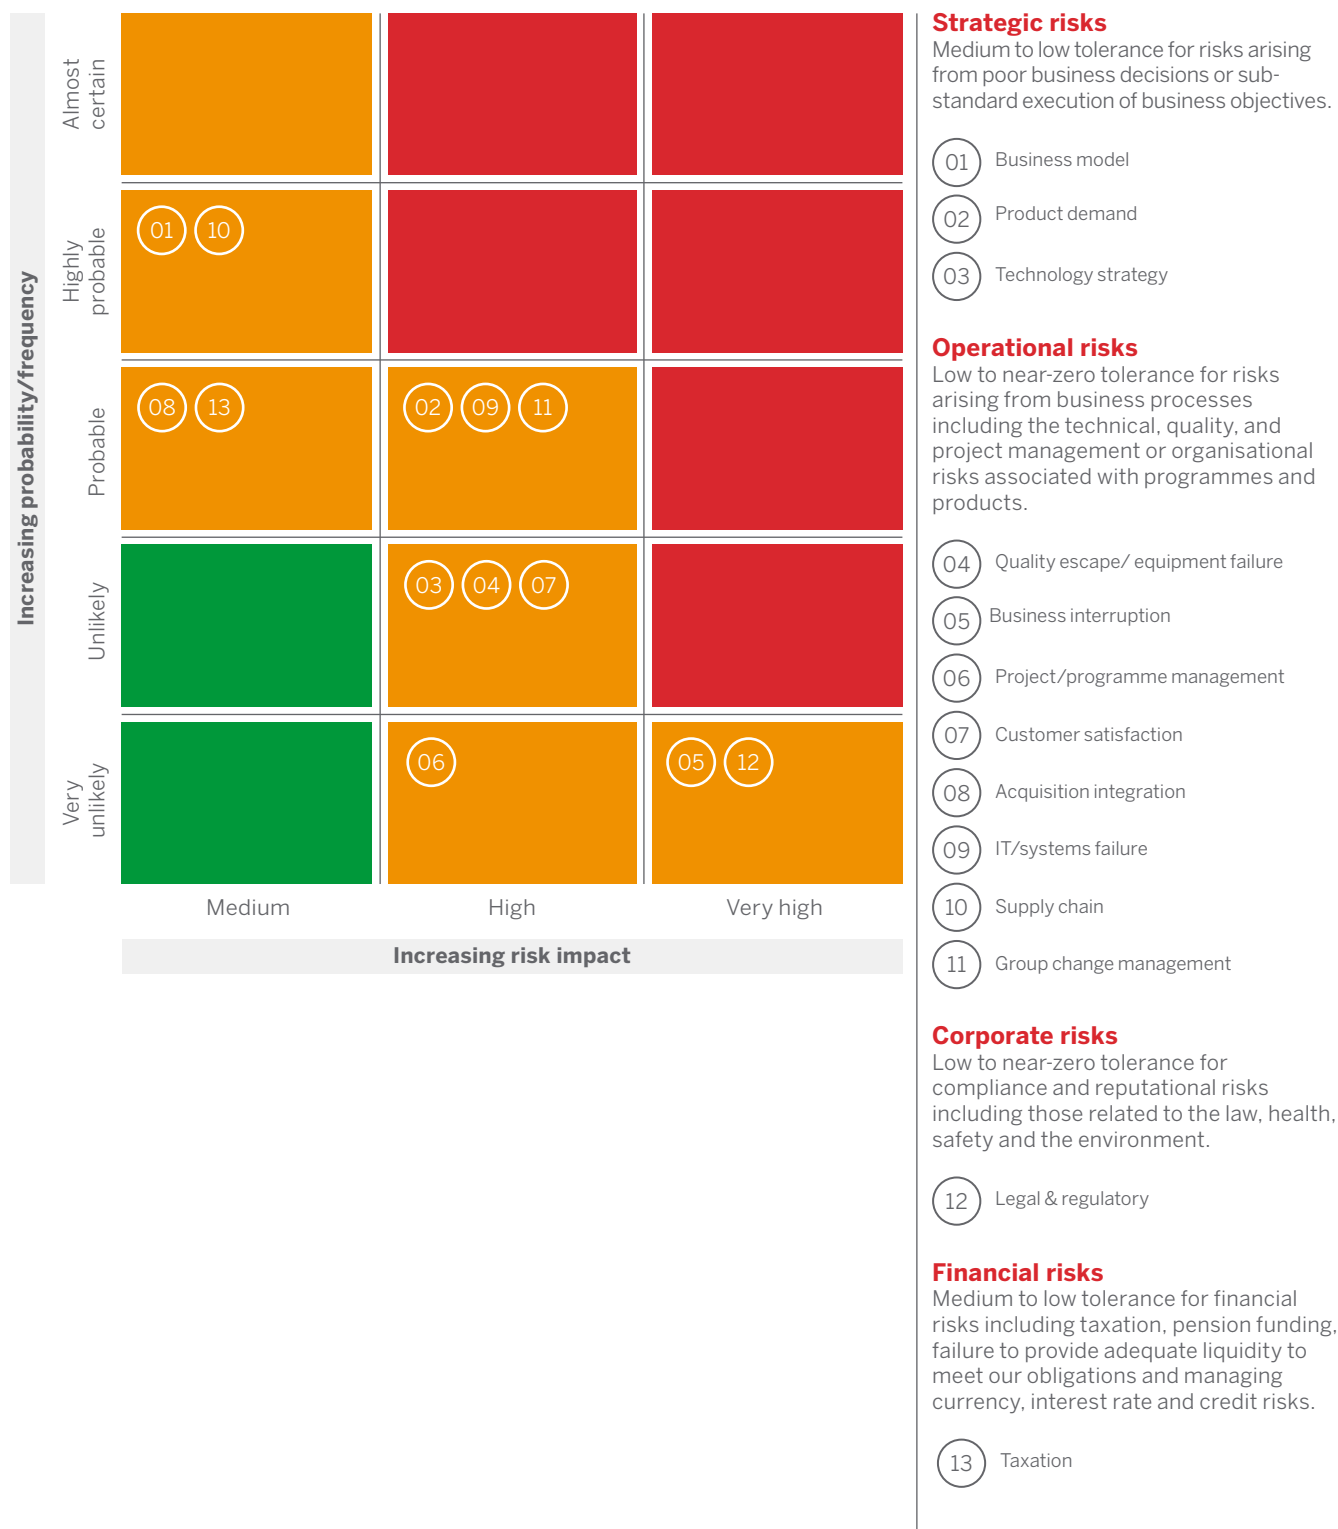 Increasing probability/frequency
Almost
certain
Highly
probable
01 10
Probable
08 13
02 09 11
Unlikely
03 04 07
Very
unlikely
06
05 12
Medium
High
Very high
Increasing risk impact
Strategic risks
Medium to low tolerance for risks arising
from poor business decisions or sub-
standard execution of business objectives.
01 Business model
02 Product demand
03 Technology strategy
Operational risks
Low to near-zero tolerance for risks
arising from business processes
including the technical, quality, and
project management or organisational
risks associated with programmes and
products.
04 Quality escape/ equipment failure
05 Business interruption
06 Project/programme management
07 Customer satisfaction
08 Acquisition integration
09 IT/systems failure
10 Supply chain
11 Group change management
Corporate risks
Low to near-zero tolerance for
compliance and reputational risks
including those related to the law, health,
safety and the environment.
12 Legal & regulatory
Financial risks
Medium to low tolerance for financial
risks including taxation, pension funding,
failure to provide adequate liquidity to
meet our obligations and managing
currency, interest rate and credit risks.
13 Taxation